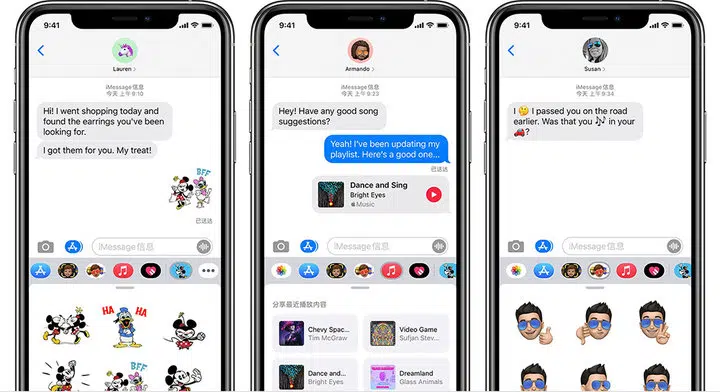 9:41
Lauren
iMessage信息
今天 上午 9:10
Hi! I went shopping today and
found the earrings you've been
looking for.
I got them for you. My treat!
BFF
已送达
iMessage信息
HA HA
BFF
9:41
Armando
iMessage信息
今天 上午 9:23
Hey! Have any good song
suggestions?
Yeah! I've been updating my
playlist. Here's a good one...
已送达
Dance and Sing
Bright Eyes
Music
iMessage信息
分享最近播放内容
Chevy Spac...
Tim McGraw
Video Game
Sufjan Stev...
Dance and...
Bright Eyes
Dreamland
Glass Animals
9:41
Susan
iMessage信息
今天 上午 9:34
I 🤔 I passed you on the road
earlier. Was that you 🎶 in your
🚗?
iMessage信息